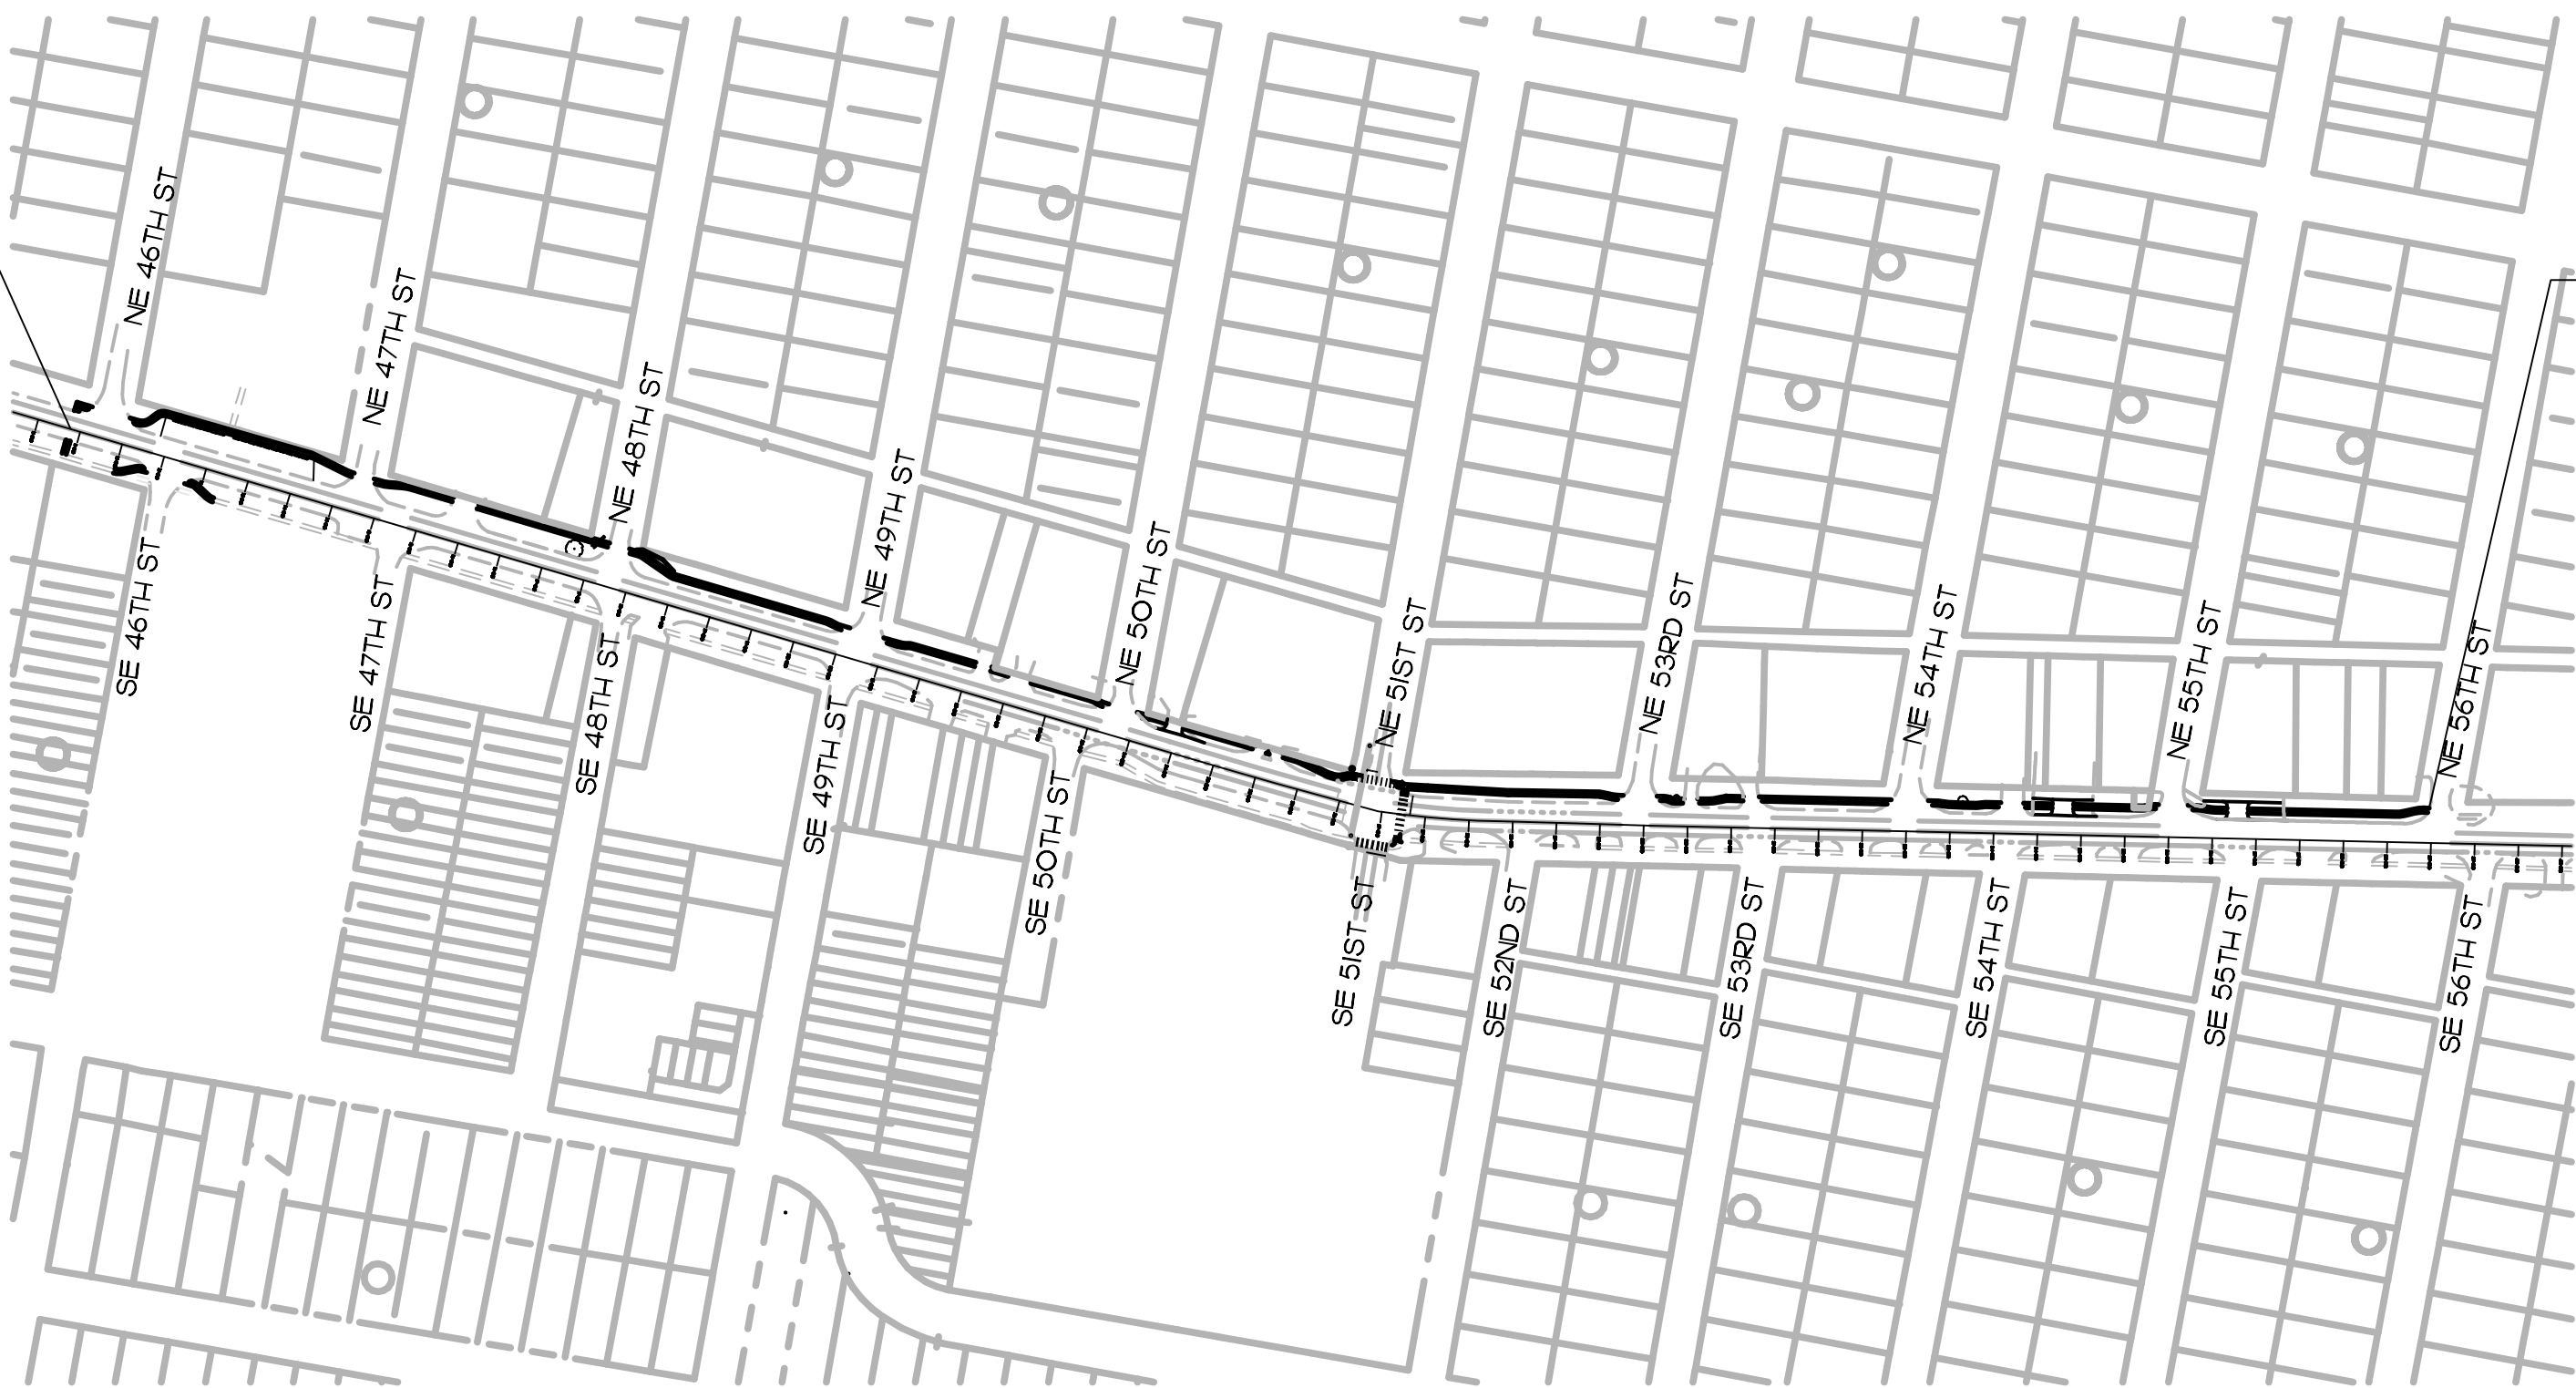 NE 46TH ST
NE 47TH ST
NE 48TH ST
NE 49TH ST
NE 50TH ST
NE 51ST ST
NE 53RD ST
NE 54TH ST
NE 55TH ST
NE 56TH ST
SE 46TH ST
SE 47TH ST
SE 48TH ST
SE 49TH ST
SE 50TH ST
SE 51ST ST
SE 52ND ST
SE 53RD ST
SE 54TH ST
SE 55TH ST
SE 56TH ST